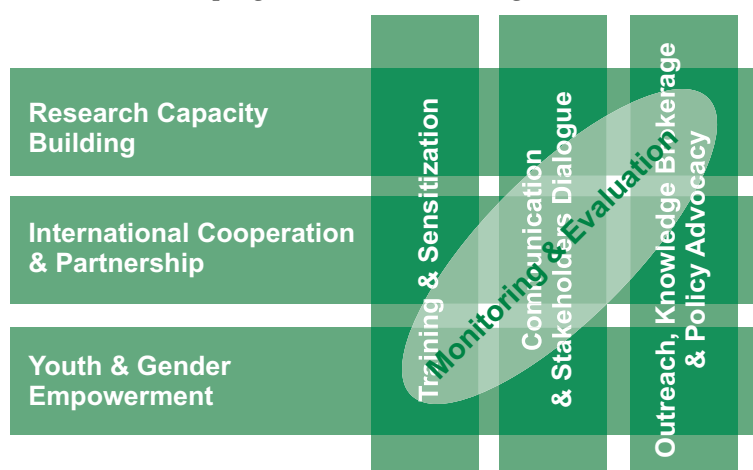 Research Capacity
Building
International Cooperation
& Partnership
Youth & Gender
Empowerment
Training & Sensitization
Communication
& Stakeholders Dialogue
Outreach, Knowledge Brokerage
& Policy Advocacy
Monitoring & Evaluation